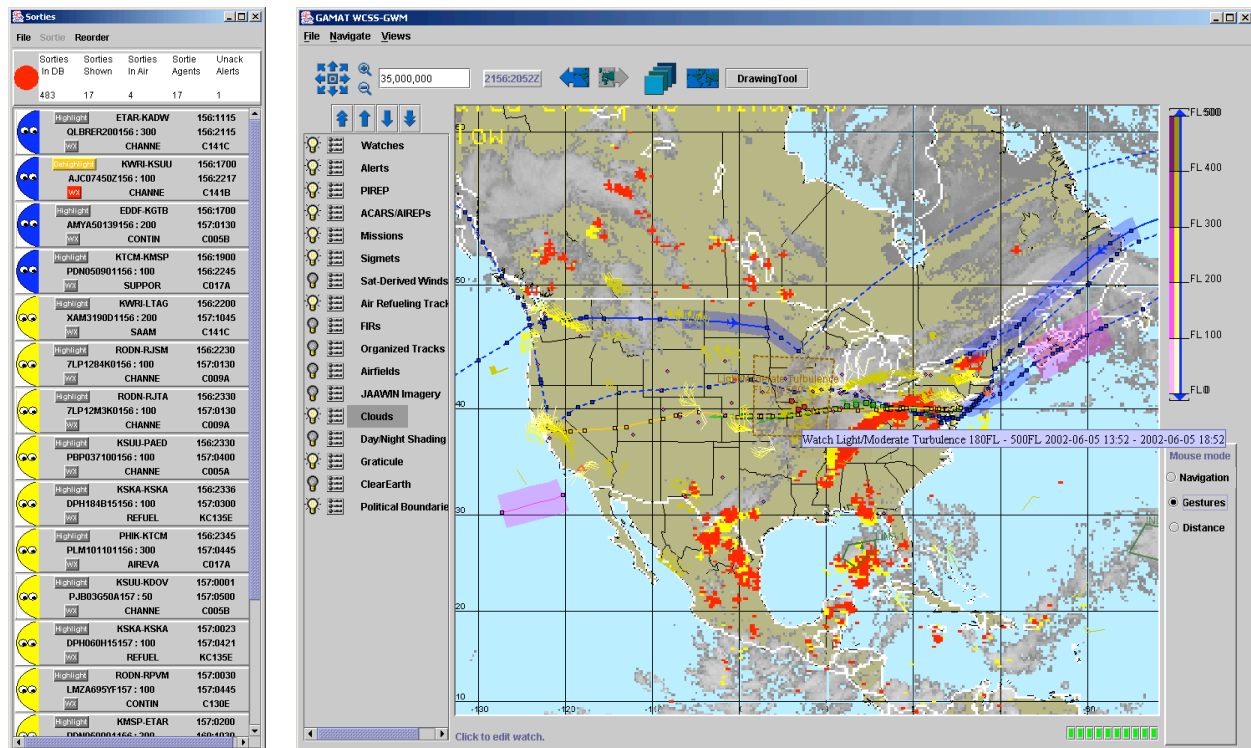 Sorties
File Sortie Reorder
Sorties In DB Sorties Shown Sorties In Air Sortie Agents Unack Alerts
483 17 4 17 1
Highlight ETAR-KADW 156:1115
QLBRER200156 : 300 156:2115
WX CHANNE C141C
Dehighlight KWRI-KSUU 156:1700
AJC07450Z156 : 100 156:2217
WX CHANNE C141B
Highlight EDDF-KGTB 156:1700
AMYA50139156 : 200 157:0130
WX CONTIN C005B
Highlight KTCM-KMSP 156:1900
PDN050901156 : 100 156:2245
WX SUPPOR C017A
Highlight KWRI-LTAG 156:2200
XAM3190D1156 : 200 157:1045
WX SAAM C141C
Highlight RODN-RJSM 156:2230
7LP1284K0156 : 100 157:0130
WX CHANNE C009A
Highlight RODN-RJTA 156:2330
7LP12M3K0156 : 100 157:0130
WX CHANNE C009A
Highlight KSUU-PAED 156:2330
PBP037100156 : 100 157:0400
WX CHANNE C005A
Highlight KSKA-KSKA 156:2336
DPH184B15156 : 100 157:0300
WX REFUEL KC135E
Highlight PHIK-KTCM 156:2345
PLM101101156 : 300 157:0445
WX AIREVA C017A
Highlight KSUU-KDOV 157:0001
PJB03G50A157 : 50 157:0500
WX CHANNE C005B
Highlight KSKA-KSKA 157:0023
DPH060H15157 : 100 157:0421
WX REFUEL KC135E
Highlight RODN-RPVM 157:0030
LMZA695YF157 : 100 157:0445
WX CONTIN C130E
Highlight KMSP-ETAR 157:0200
GAMAT WCSS-GWM
File Navigate Views
35,000,000 2156:2052Z DrawingTool
Watches
Alerts
PIREP
ACARS/AIREPs
Missions
Sigmets
Sat-Derived Winds
Air Refueling Track
FIRs
Organized Tracks
Airfields
JAAWIN Imagery
Clouds
Day/Night Shading
Graticule
ClearEarth
Political Boundarie
50
40
30
20
10
-130 -120
Light/Moderate Turbulence
Watch Light/Moderate Turbulence 180FL - 500FL 2002-06-05 13:52 - 2002-06-05 18:52
FL 500
FL 400
FL 300
FL 200
FL 100
FL 0
Mouse mode
Navigation
Gestures
Distance
Click to edit watch.